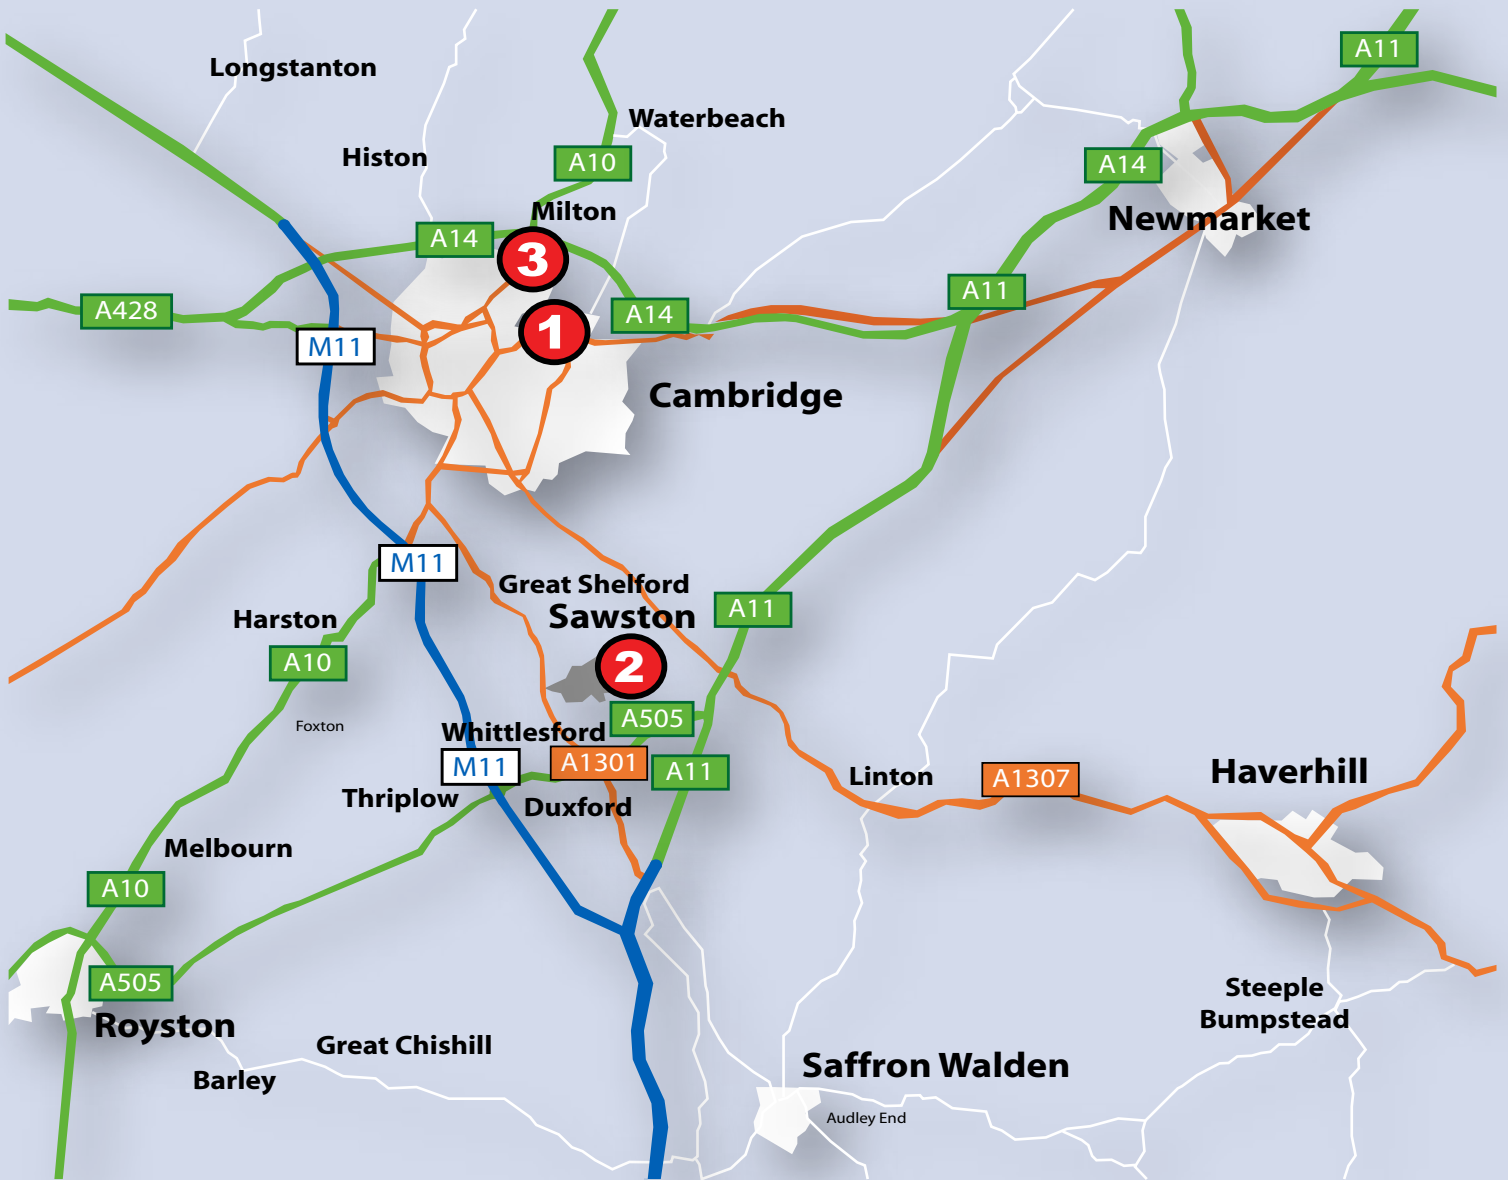 A11
Longstanton
Waterbeach
Histon
A10
A14
Milton
Newmarket
A14
3
A11
A428
A14
1
M11
Cambridge
M11
Great Shelford
A11
Sawston
Harston
A10
2
A505
Foxton
Whittlesford
A1301
M11
A11
Linton
A1307
Haverhill
Thriplow
Duxford
Melbourn
A10
A505
Steeple
Bumpstead
Royston
Great Chishill
Saffron Walden
Barley
Audley End